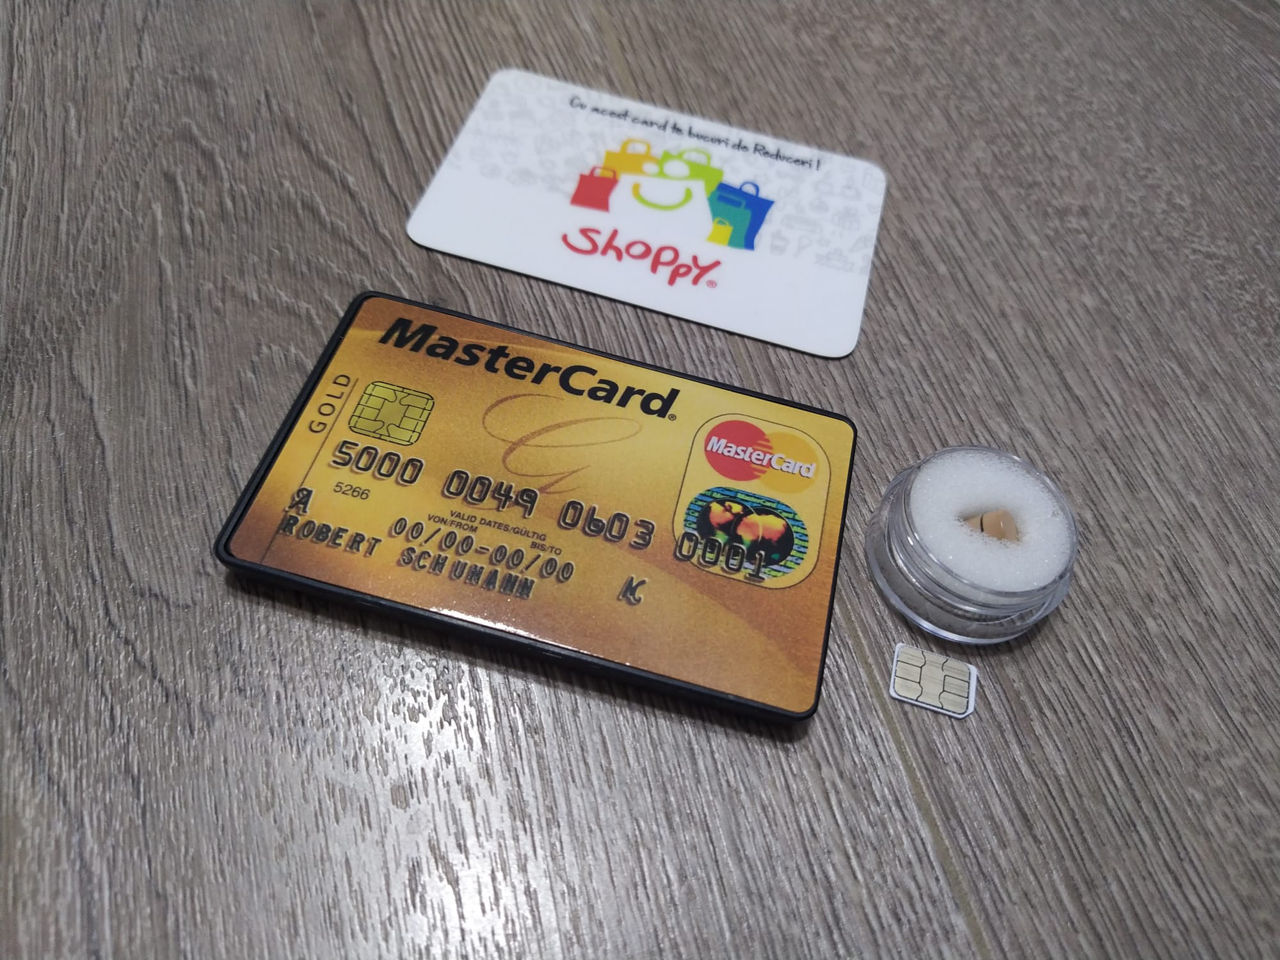 Cu acest card te bucuri de Reduceri!
Shoppy®
MasterCard®
GOLD
MasterCard
5000 0049 0603 0001
5266
VALID DATES/GÜLTIG
VON/FROM
BIS/TO
A 00/00-00/00 K
ROBERT SCHUMANN